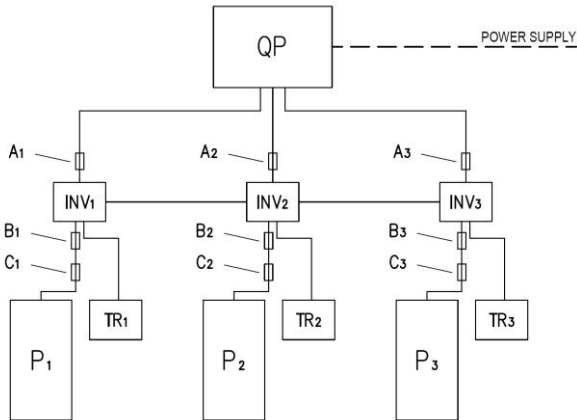 QP
POWER SUPPLY
A1
A2
A3
INV1
INV2
INV3
B1
B2
B3
C1
C2
C3
P1
TR1
P2
TR2
P3
TR3